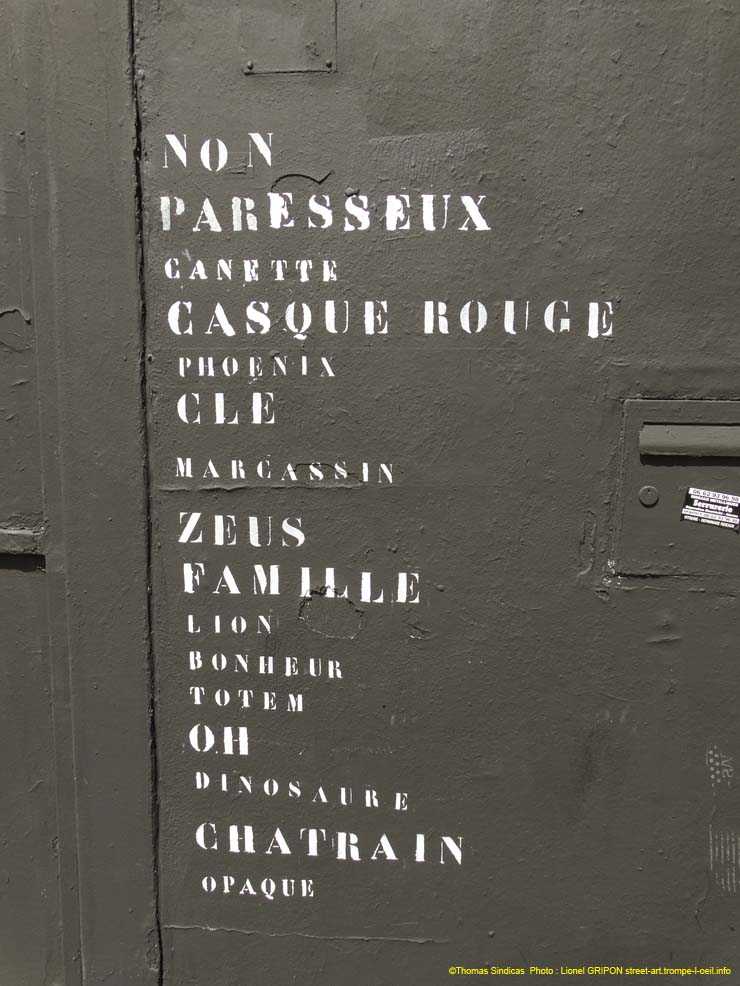 NON
PARESSEUX
CANETTE
CASQUE ROUGE
PHOENIX
CLE
MARCASSIN
ZEUS
FAMILLE
LION
BONHEUR
TOTEM
OH
DINOSAURE
CHATRAIN
OPAQUE
Serrurerie
©Thomas Sindicas Photo : Lionel GRIPON street-art.trompe-l-oeil.info